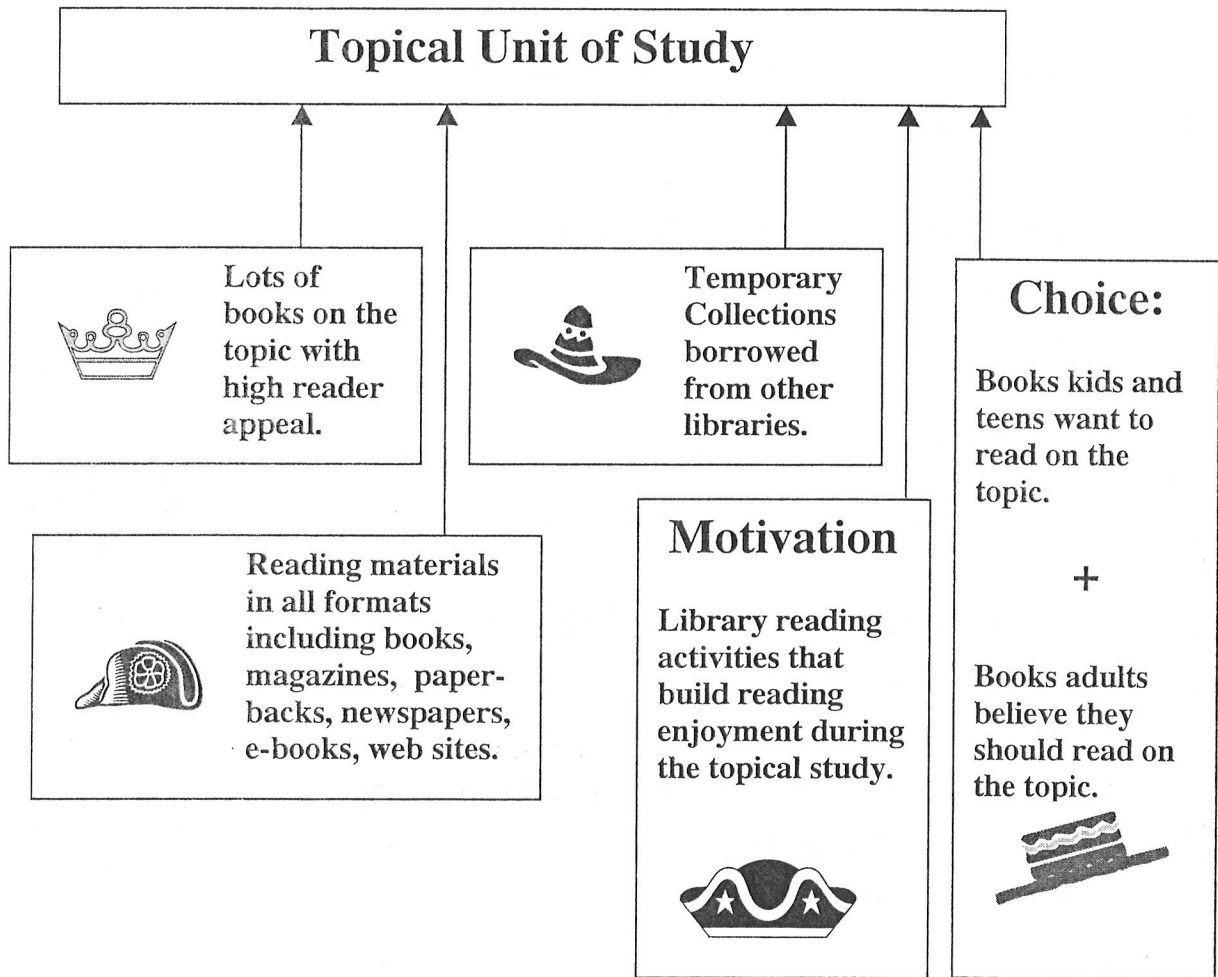 Topical Unit of Study
Lots of
books on the
topic with
high reader
appeal.
Temporary
Collections
borrowed
from other
libraries.
Choice:
Books kids and
teens want to
read on the
topic.
+
Books adults
believe they
should read on
the topic.
Reading materials
in all formats
including books,
magazines, paper-
backs, newspapers,
e-books, web sites.
Motivation
Library reading
activities that
build reading
enjoyment during
the topical study.